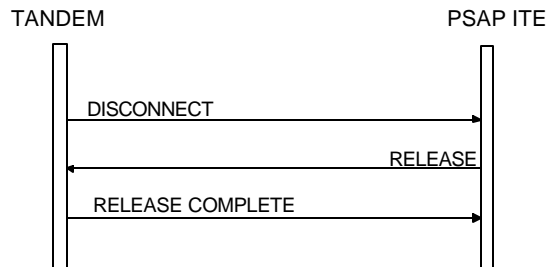 TANDEM
PSAP ITE
DISCONNECT
RELEASE
RELEASE COMPLETE